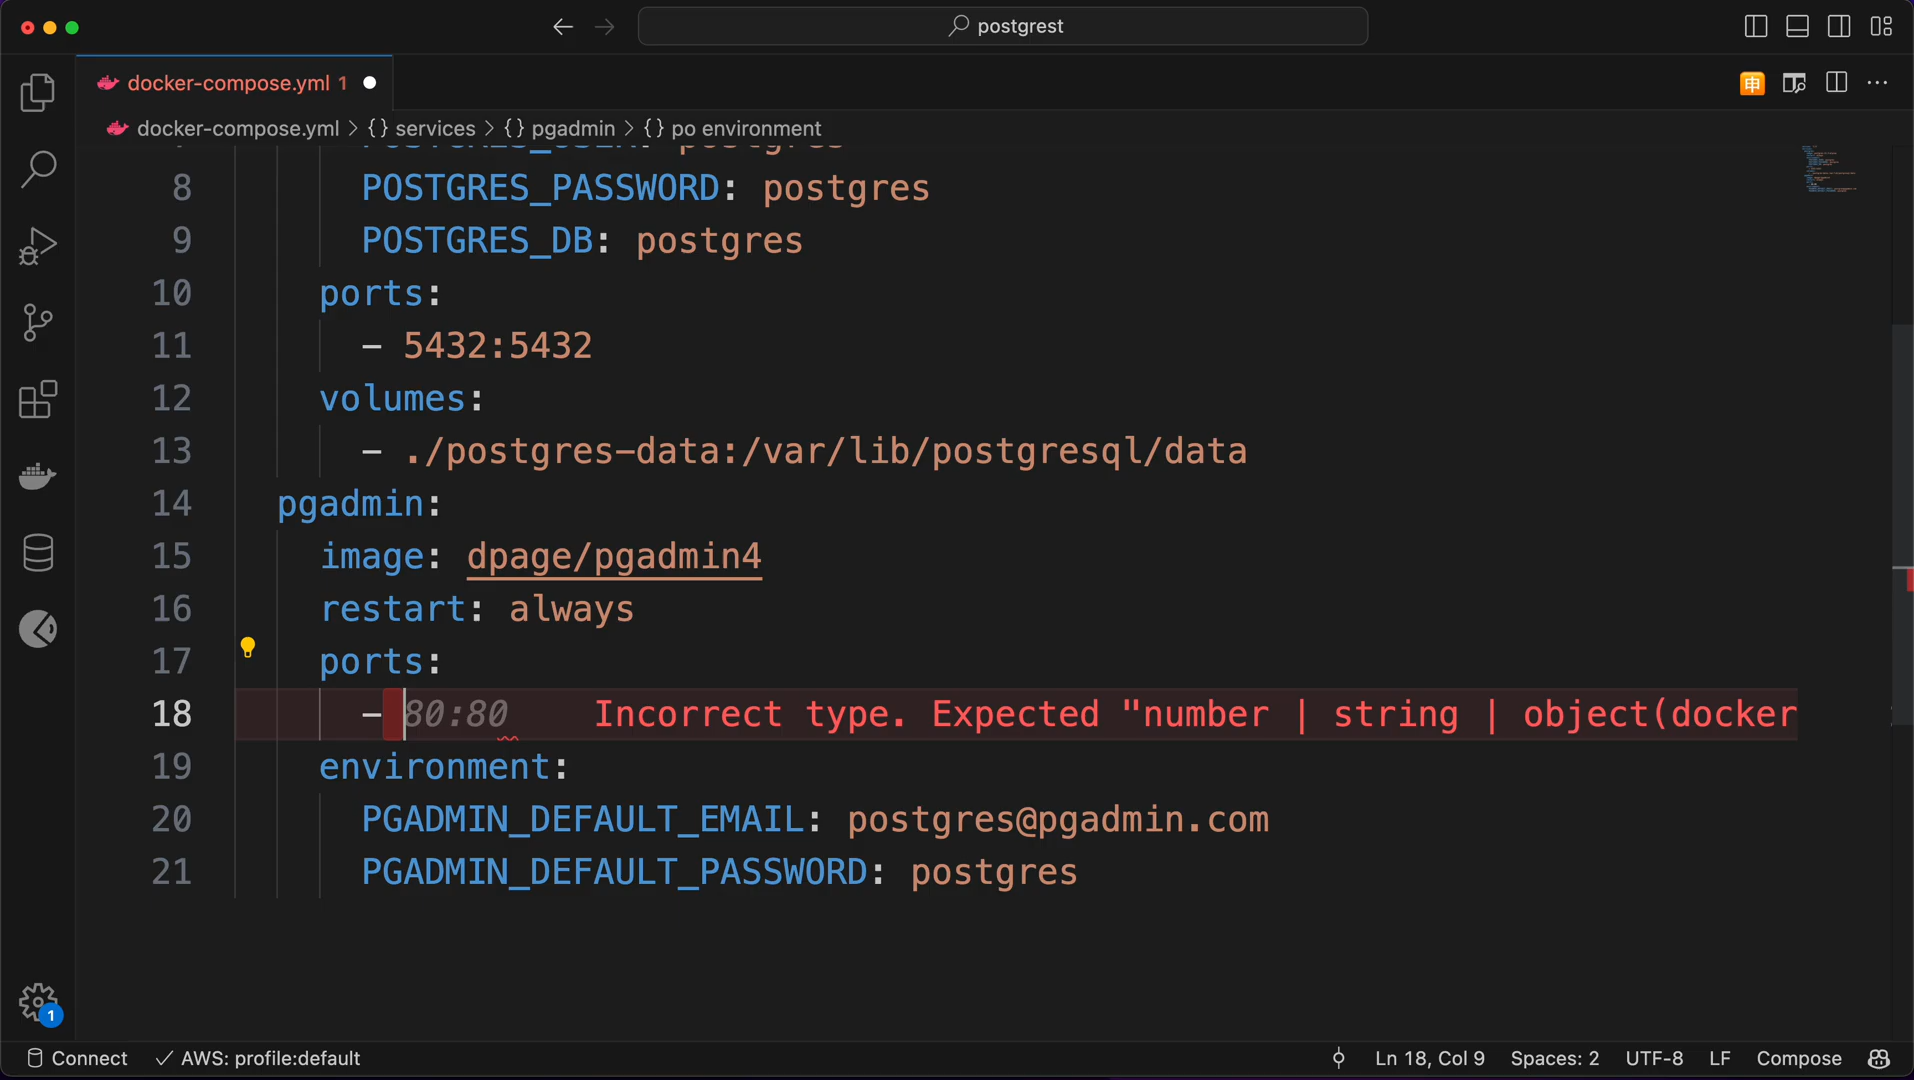 postgrest
docker-compose.yml 1
申
docker-compose.yml > {} services > {} pgadmin > {} po environment
8 POSTGRES_PASSWORD: postgres
9 POSTGRES_DB: postgres
10 ports:
11 - 5432:5432
12 volumes:
13 - ./postgres-data:/var/lib/postgresql/data
14 pgadmin:
15 image: dpage/pgadmin4
16 restart: always
17 ports:
18 - 80:80 Incorrect type. Expected "number | string | object(docker
19 environment:
20 PGADMIN_DEFAULT_EMAIL: postgres@pgadmin.com
21 PGADMIN_DEFAULT_PASSWORD: postgres
1
Connect AWS: profile:default Ln 18, Col 9 Spaces: 2 UTF-8 LF Compose